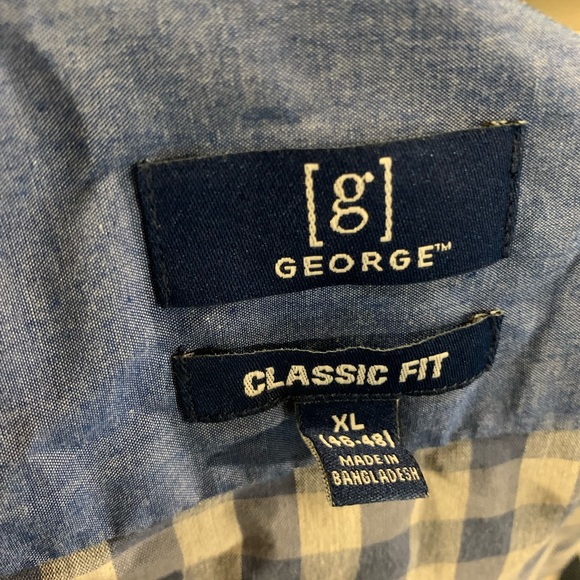 [g]
GEORGE™
CLASSIC FIT
XL
(46-48)
MADE IN
BANGLADESH